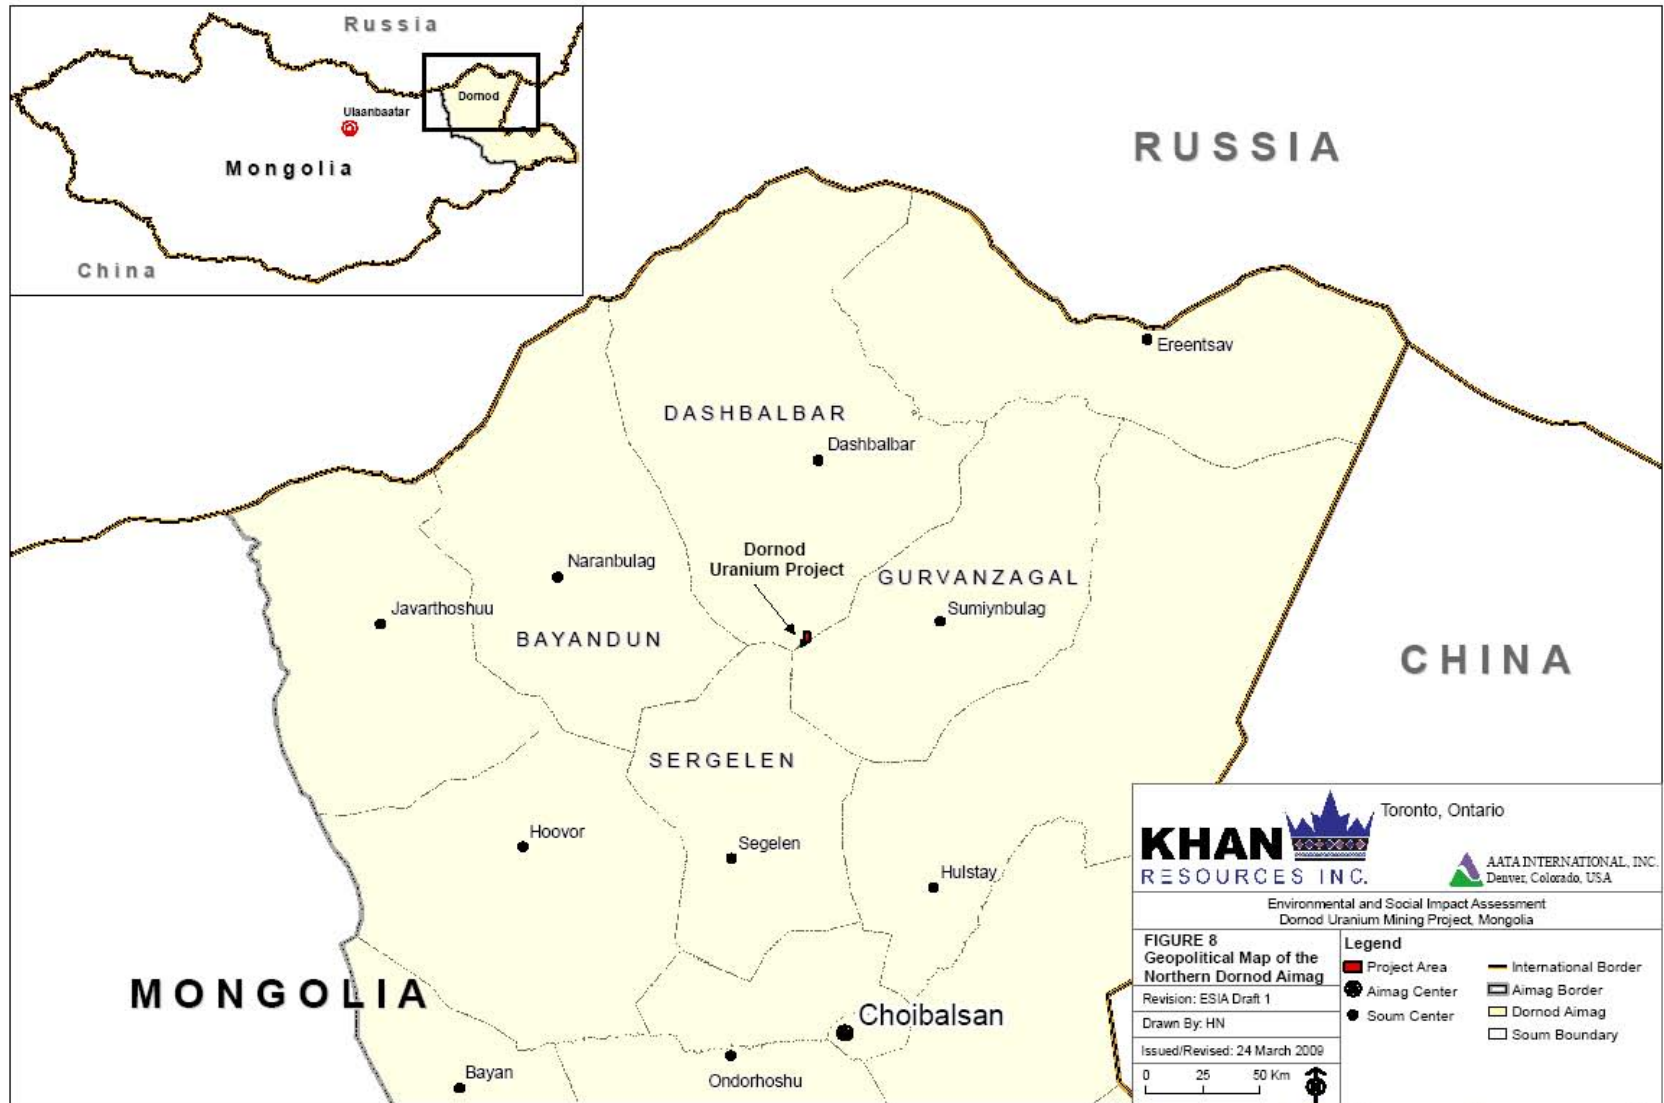 Russia
Dornod
Ulaanbaatar
Mongolia
China
RUSSIA
Ereentsav
DASHBALBAR
Dashbalbar
Dornod
Uranium Project
Naranbulag
GURVANZAGAL
Javarthoshuu
Sumiynbulag
BAYANDUN
CHINA
SERGELEN
Hoovor
Segelen
Hulstay
MONGOLIA
Choibalsan
Bayan
Ondorhoshu
KHAN
RESOURCES INC.
Toronto, Ontario
AATA INTERNATIONAL, INC.
Denver, Colorado, USA
Environmental and Social Impact Assessment
Dornod Uranium Mining Project, Mongolia
FIGURE 8
Geopolitical Map of the
Northern Dornod Aimag
Revision: ESIA Draft 1
Drawn By: HN
Issued/Revised: 24 March 2009
0 25 50 Km
Legend
Project Area
Aimag Center
Soum Center
International Border
Aimag Border
Dornod Aimag
Soum Boundary